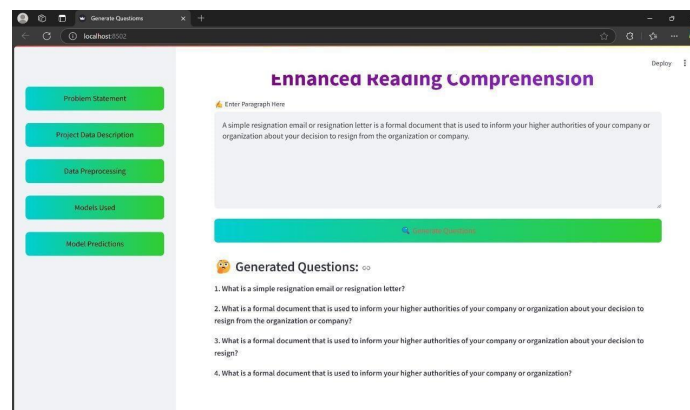 Generate Questions
localhost:8502
Deploy
Problem Statement
Project Data Description
Data Preprocessing
Models Used
Model Predictions
Enhanced Reading Comprehension
Enter Paragraph Here
A simple resignation email or resignation letter is a formal document that is used to inform your higher authorities of your company or
organization about your decision to resign from the organization or company.
Generate Questions
Generated Questions:
1. What is a simple resignation email or resignation letter?
2. What is a formal document that is used to inform your higher authorities of your company or organization about your decision to
resign from the organization or company?
3. What is a formal document that is used to inform your higher authorities of your company or organization about your decision to
resign?
4. What is a formal document that is used to inform your higher authorities of your company or organization?